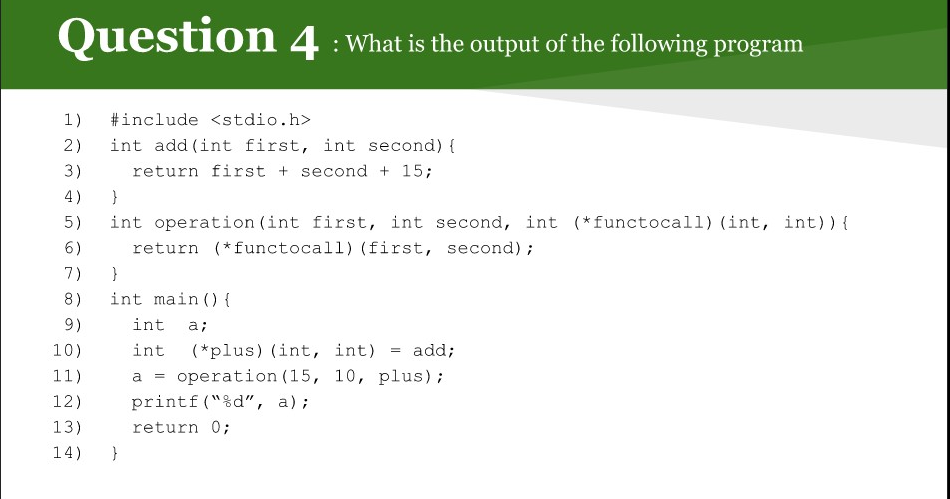 Question 4 : What is the output of the following program
1) #include <stdio.h>
2) int add(int first, int second){
3) return first + second + 15;
4) }
5) int operation(int first, int second, int (*functocall)(int, int)){
6) return (*functocall)(first, second);
7) }
8) int main(){
9) int a;
10) int (*plus)(int, int) = add;
11) a = operation(15, 10, plus);
12) printf(“%d”, a);
13) return 0;
14) }